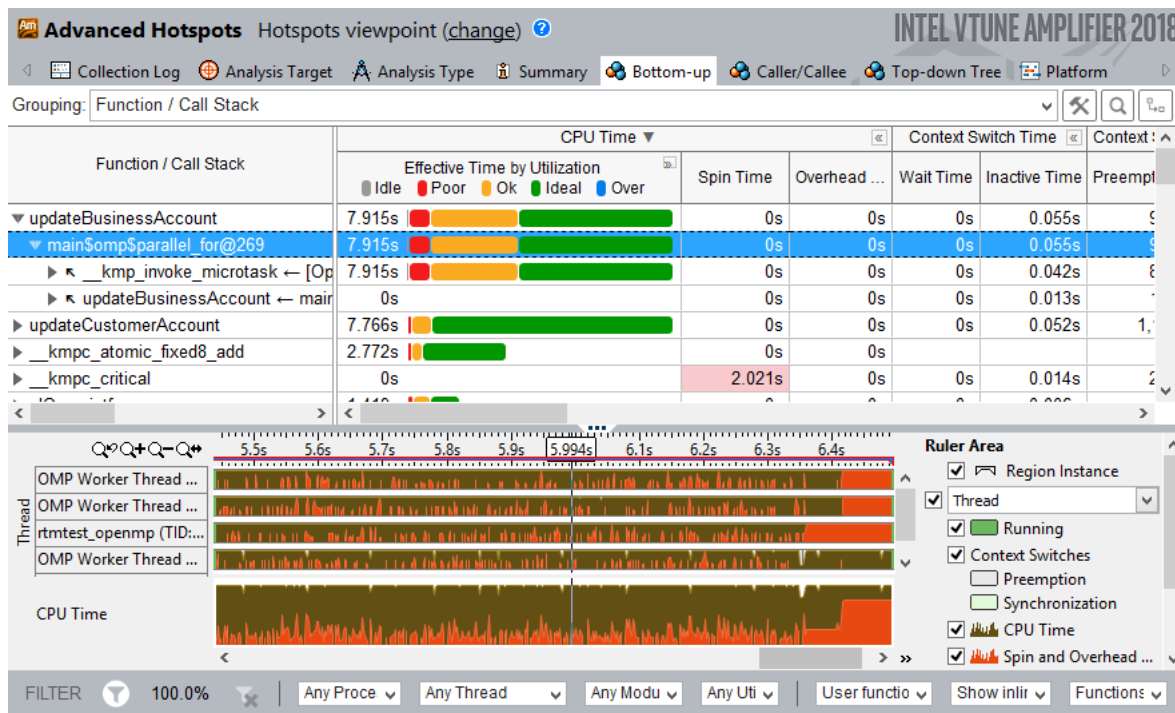 Advanced Hotspots Hotspots viewpoint (change) ?
INTEL VTUNE AMPLIFIER 2018
Collection Log Analysis Target Analysis Type Summary Bottom-up Caller/Callee Top-down Tree Platform
Grouping: Function / Call Stack
Function / Call Stack
CPU Time ▼
Context Switch Time
Effective Time by Utilization
Idle Poor Ok Ideal Over
Spin Time Overhead ... Wait Time Inactive Time Preempt
updateBusinessAccount 7.915s 0s 0s 0s 0.055s
main$omp$parallel_for@269 7.915s 0s 0s 0s 0.055s
__kmp_invoke_microtask ← [Op 7.915s 0s 0s 0s 0.042s
updateBusinessAccount ← main 0s 0s 0s 0s 0.013s
updateCustomerAccount 7.766s 0s 0s 0s 0.052s 1,
__kmpc_atomic_fixed8_add 2.772s 0s 0s
__kmpc_critical 0s 2.021s 0s 0s 0.014s 2
5.5s 5.6s 5.7s 5.8s 5.9s 5.994s 6.1s 6.2s 6.3s 6.4s
Thread
OMP Worker Thread ...
OMP Worker Thread ...
rtmtest_openmp (TID:...
OMP Worker Thread ...
CPU Time
Ruler Area
Region Instance
Thread
Running
Context Switches
Preemption
Synchronization
CPU Time
Spin and Overhead ...
FILTER 100.0% Any Proce Any Thread Any Modu Any Uti User functio Show inlir Functions